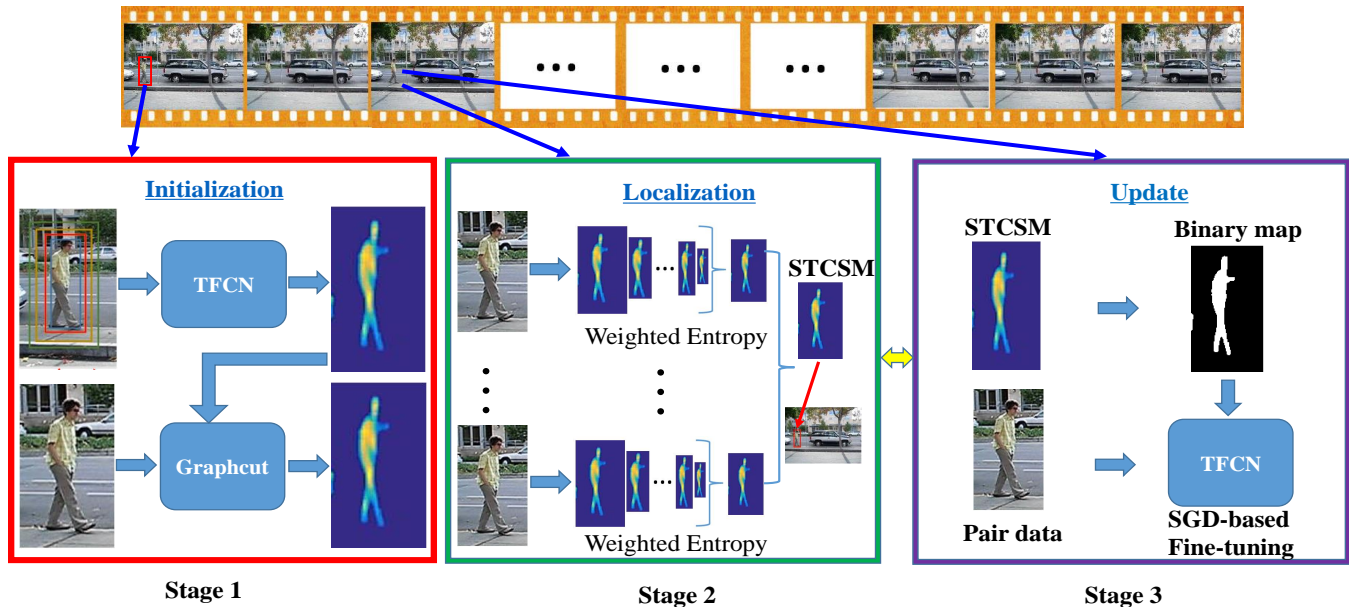 ... ... ...
Initialization
TFCN
Graphcut
Stage 1
Localization
...
Weighted Entropy
STCSM
...
Weighted Entropy
Stage 2
Update
STCSM
Binary map
Pair data
TFCN
SGD-based
Fine-tuning
Stage 3